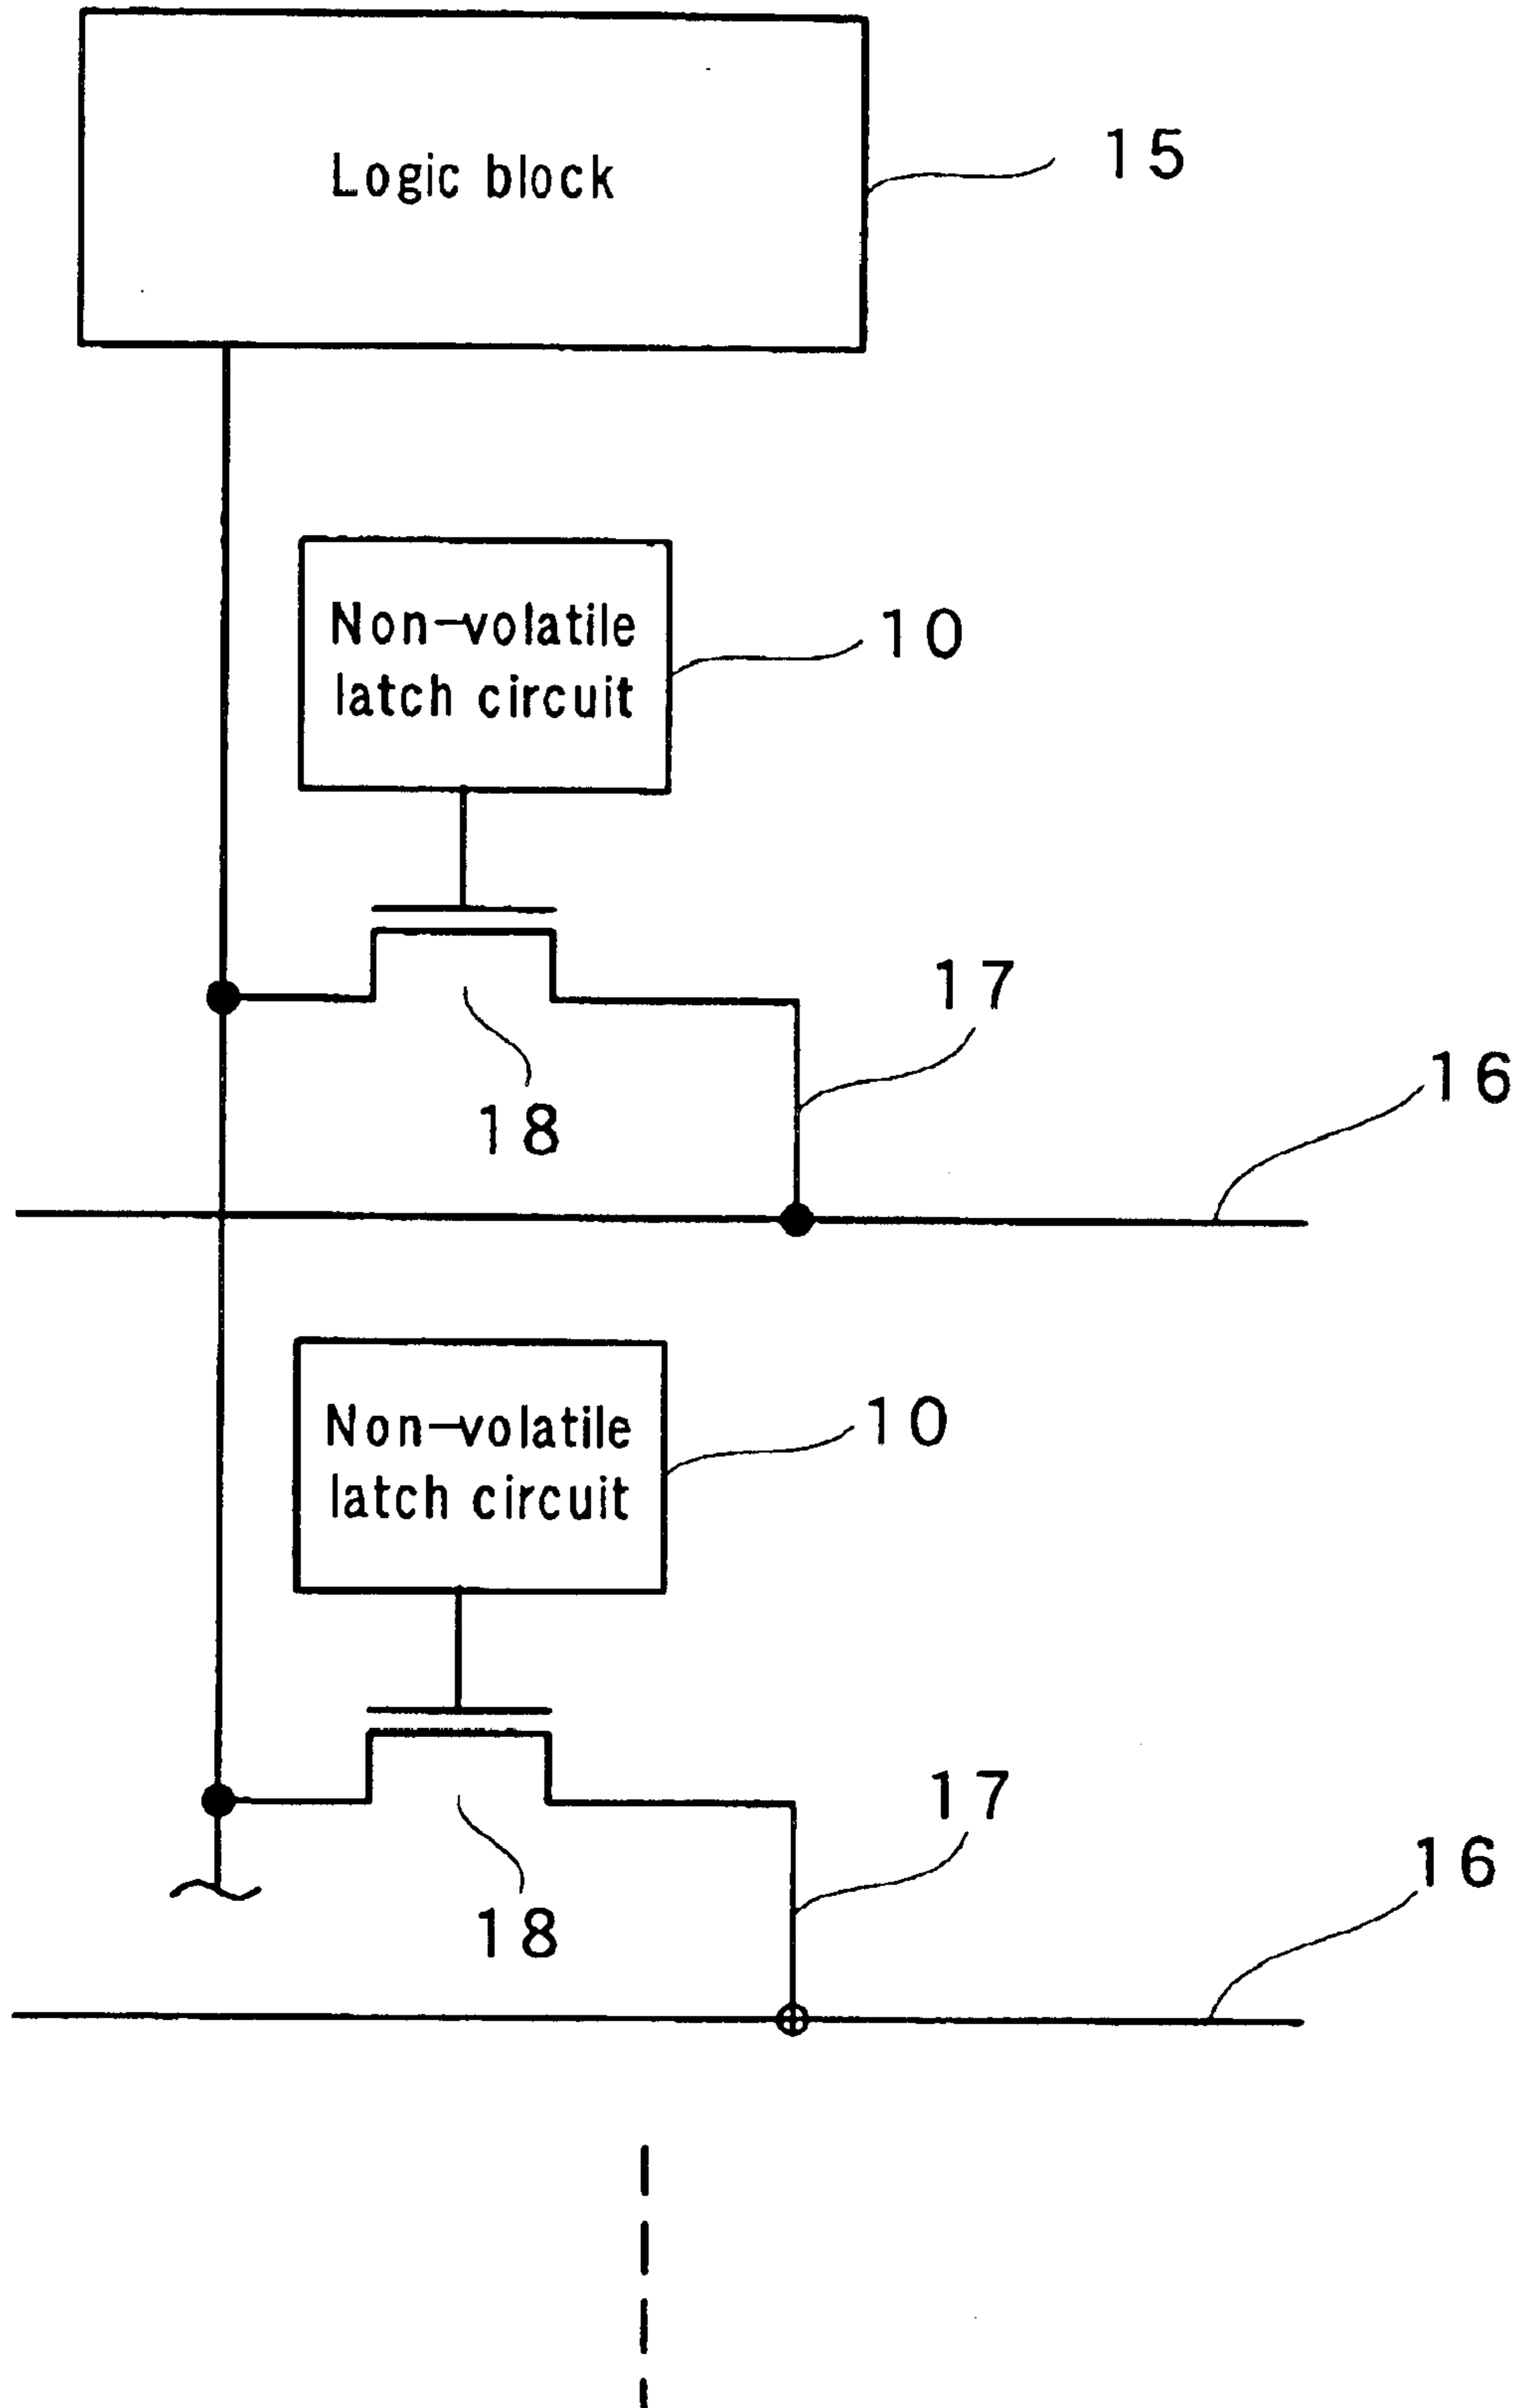 Logic block
15
Non-volatile
latch circuit
10
17
16
18
Non-volatile
latch circuit
10
17
16
18